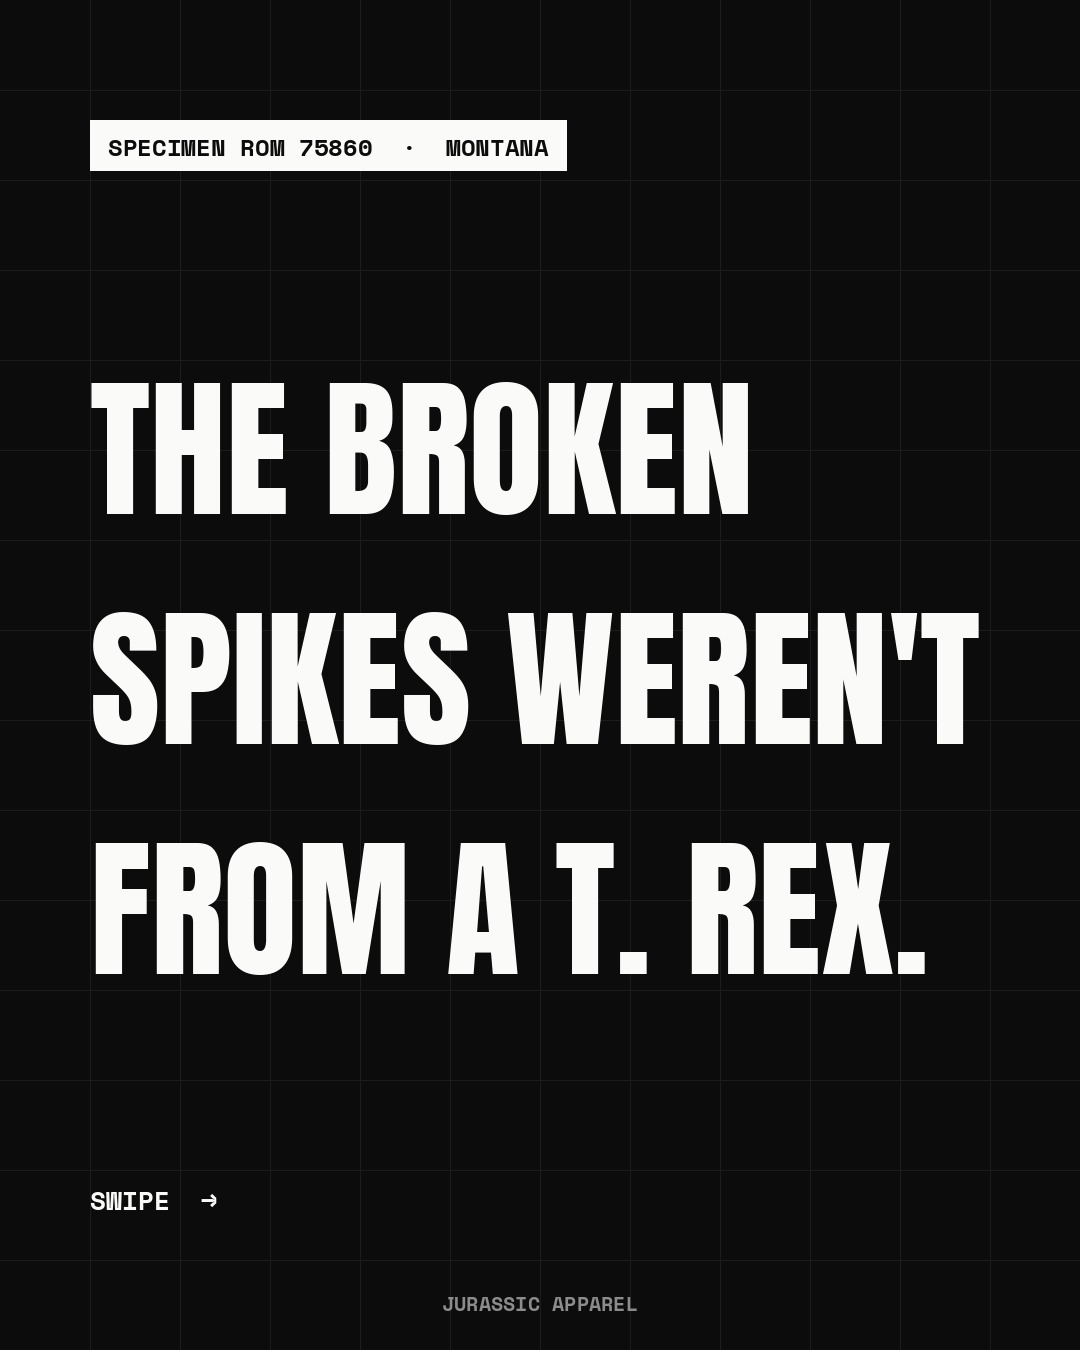 SPECIMEN ROM 75860 · MONTANA
THE BROKEN
SPIKES WEREN'T
FROM A T. REX.
SWIPE →
JURASSIC APPAREL